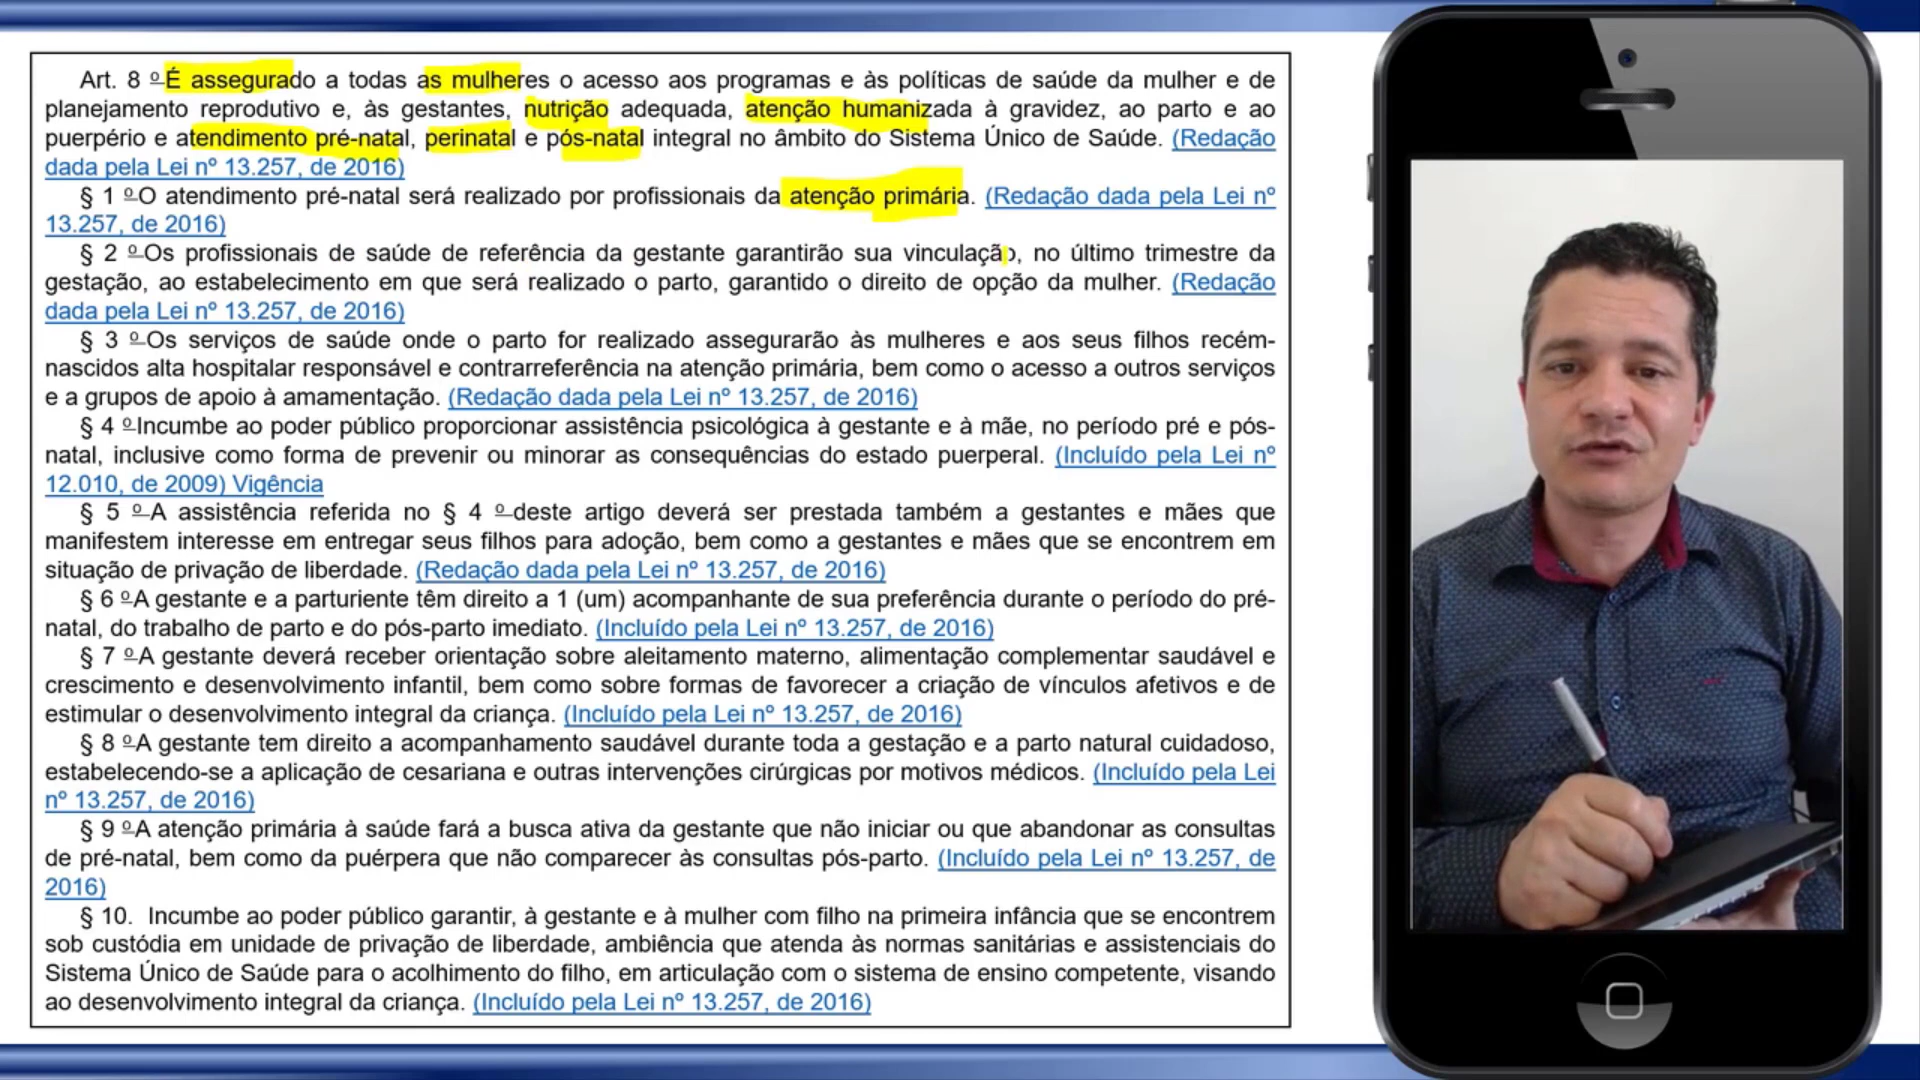 Art. 8 º É assegurado a todas as mulheres o acesso aos programas e às políticas de saúde da mulher e de
planejamento reprodutivo e, às gestantes, nutrição adequada, atenção humanizada à gravidez, ao parto e ao
puerpério e atendimento pré-natal, perinatal e pós-natal integral no âmbito do Sistema Único de Saúde. (Redação
dada pela Lei nº 13.257, de 2016)
§ 1 º O atendimento pré-natal será realizado por profissionais da atenção primária. (Redação dada pela Lei nº
13.257, de 2016)
§ 2 º Os profissionais de saúde de referência da gestante garantirão sua vinculação, no último trimestre da
gestação, ao estabelecimento em que será realizado o parto, garantido o direito de opção da mulher. (Redação
dada pela Lei nº 13.257, de 2016)
§ 3 º Os serviços de saúde onde o parto for realizado assegurarão às mulheres e aos seus filhos recém-
nascidos alta hospitalar responsável e contrarreferência na atenção primária, bem como o acesso a outros serviços
e a grupos de apoio à amamentação. (Redação dada pela Lei nº 13.257, de 2016)
§ 4 º Incumbe ao poder público proporcionar assistência psicológica à gestante e à mãe, no período pré e pós-
natal, inclusive como forma de prevenir ou minorar as consequências do estado puerperal. (Incluído pela Lei nº
12.010, de 2009) Vigência
§ 5 º A assistência referida no § 4 º deste artigo deverá ser prestada também a gestantes e mães que
manifestem interesse em entregar seus filhos para adoção, bem como a gestantes e mães que se encontrem em
situação de privação de liberdade. (Redação dada pela Lei nº 13.257, de 2016)
§ 6 º A gestante e a parturiente têm direito a 1 (um) acompanhante de sua preferência durante o período do pré-
natal, do trabalho de parto e do pós-parto imediato. (Incluído pela Lei nº 13.257, de 2016)
§ 7 º A gestante deverá receber orientação sobre aleitamento materno, alimentação complementar saudável e
crescimento e desenvolvimento infantil, bem como sobre formas de favorecer a criação de vínculos afetivos e de
estimular o desenvolvimento integral da criança. (Incluído pela Lei nº 13.257, de 2016)
§ 8 º A gestante tem direito a acompanhamento saudável durante toda a gestação e a parto natural cuidadoso,
estabelecendo-se a aplicação de cesariana e outras intervenções cirúrgicas por motivos médicos. (Incluído pela Lei
nº 13.257, de 2016)
§ 9 º A atenção primária à saúde fará a busca ativa da gestante que não iniciar ou que abandonar as consultas
de pré-natal, bem como da puérpera que não comparecer às consultas pós-parto. (Incluído pela Lei nº 13.257, de
2016)
§ 10. Incumbe ao poder público garantir, à gestante e à mulher com filho na primeira infância que se encontrem
sob custódia em unidade de privação de liberdade, ambiência que atenda às normas sanitárias e assistenciais do
Sistema Único de Saúde para o acolhimento do filho, em articulação com o sistema de ensino competente, visando
ao desenvolvimento integral da criança. (Incluído pela Lei nº 13.257, de 2016)